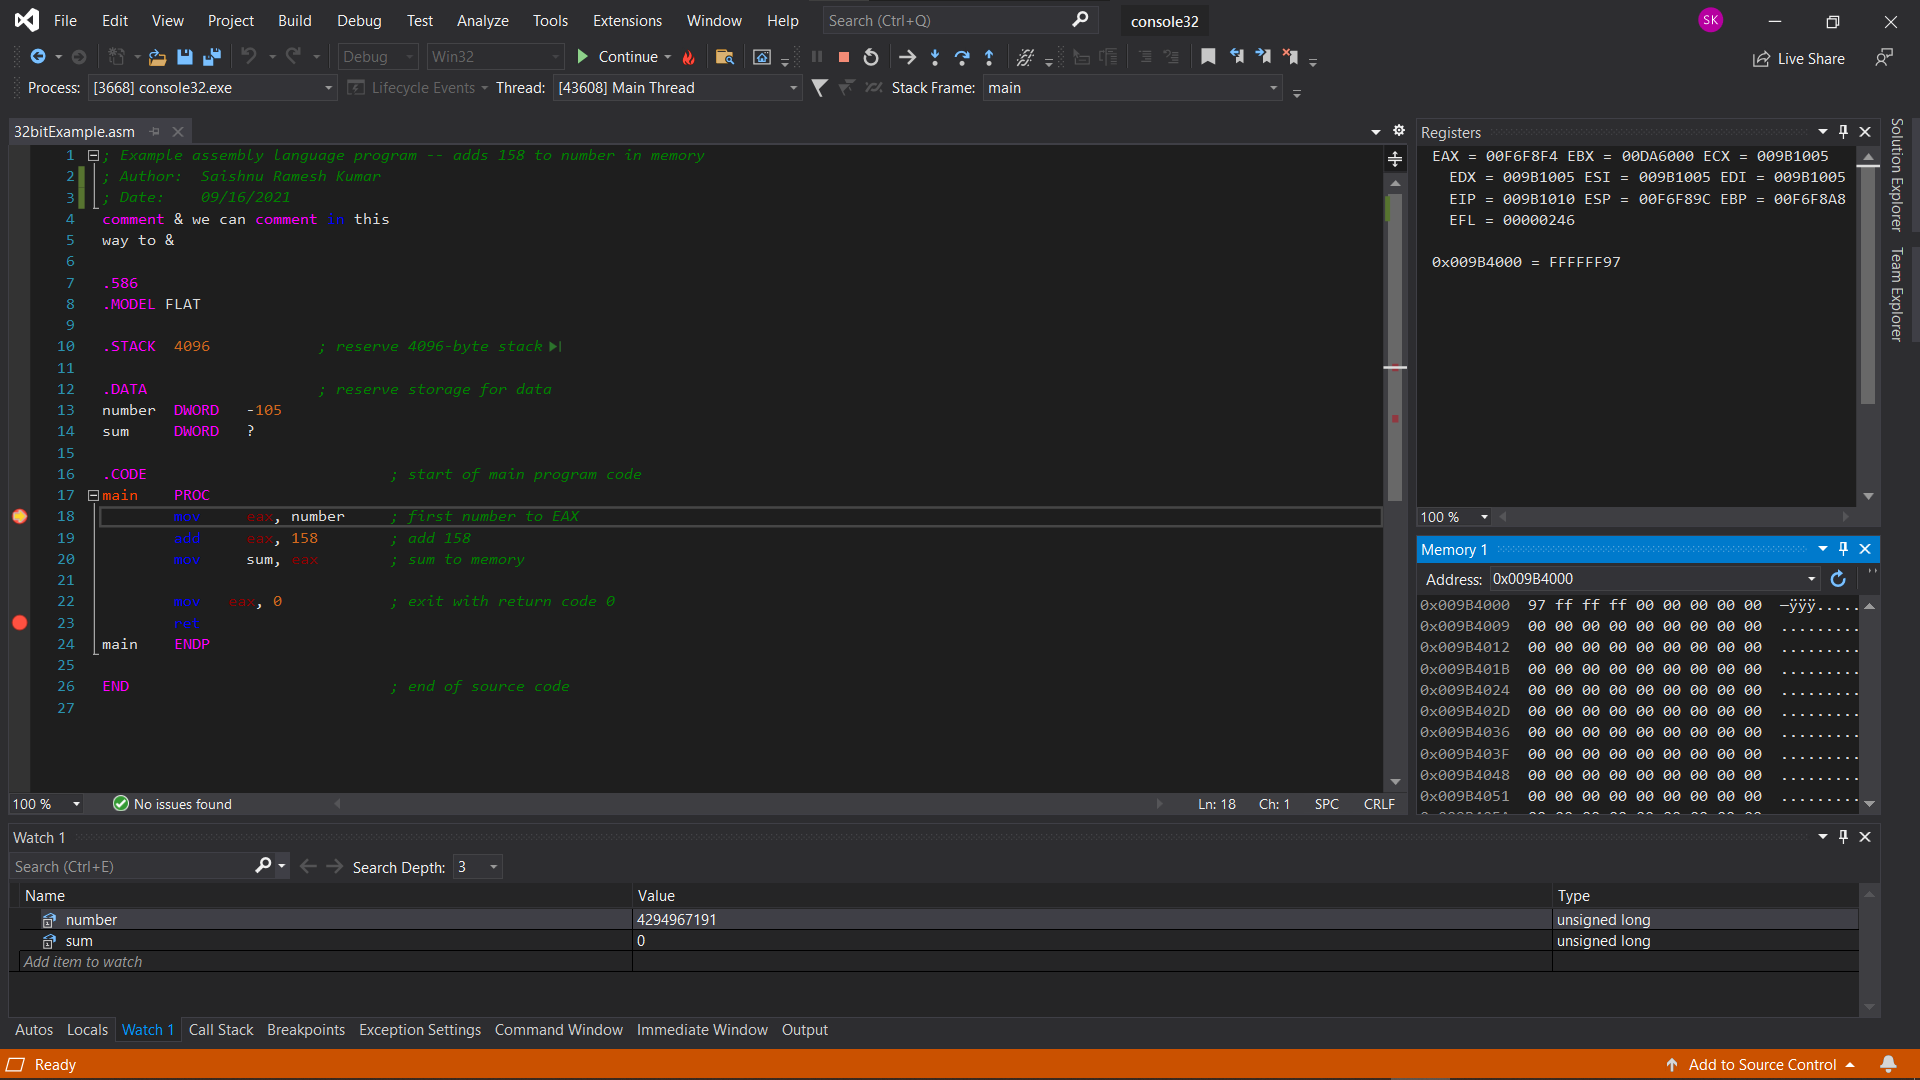 File Edit View Project Build Debug Test Analyze Tools Extensions Window Help Search (Ctrl+Q) console32 SK
Debug Win32 Continue Live Share
Process: [3668] console32.exe Lifecycle Events Thread: [43608] Main Thread Stack Frame: main
32bitExample.asm
1 ; Example assembly language program -- adds 158 to number in memory
2 ; Author:  Saishnu Ramesh Kumar
3 ; Date:    09/16/2021
4 comment & we can comment in this
5 way to &
6
7 .586
8 .MODEL FLAT
9
10 .STACK  4096            ; reserve 4096-byte stack
11
12 .DATA                   ; reserve storage for data
13 number  DWORD   -105
14 sum     DWORD   ?
15
16 .CODE                           ; start of main program code
17 main    PROC
18         mov     eax, number     ; first number to EAX
19         add     eax, 158        ; add 158
20         mov     sum, eax        ; sum to memory
21
22         mov   eax, 0            ; exit with return code 0
23         ret
24 main    ENDP
25
26 END                             ; end of source code
27
100 % No issues found Ln: 18 Ch: 1 SPC CRLF
Registers
EAX = 00F6F8F4 EBX = 00DA6000 ECX = 009B1005
EDX = 009B1005 ESI = 009B1005 EDI = 009B1005
EIP = 009B1010 ESP = 00F6F89C EBP = 00F6F8A8
EFL = 00000246
0x009B4000 = FFFFFF97
100 %
Memory 1
Address: 0x009B4000
0x009B4000  97 ff ff ff 00 00 00 00 00  —ÿÿÿ.....
0x009B4009  00 00 00 00 00 00 00 00 00  .........
0x009B4012  00 00 00 00 00 00 00 00 00  .........
0x009B401B  00 00 00 00 00 00 00 00 00  .........
0x009B4024  00 00 00 00 00 00 00 00 00  .........
0x009B402D  00 00 00 00 00 00 00 00 00  .........
0x009B4036  00 00 00 00 00 00 00 00 00  .........
0x009B403F  00 00 00 00 00 00 00 00 00  .........
0x009B4048  00 00 00 00 00 00 00 00 00  .........
0x009B4051  00 00 00 00 00 00 00 00 00  .........
Solution Explorer
Team Explorer
Watch 1
Search (Ctrl+E) Search Depth: 3
Name Value Type
number 4294967191 unsigned long
sum 0 unsigned long
Add item to watch
Autos Locals Watch 1 Call Stack Breakpoints Exception Settings Command Window Immediate Window Output
Ready Add to Source Control